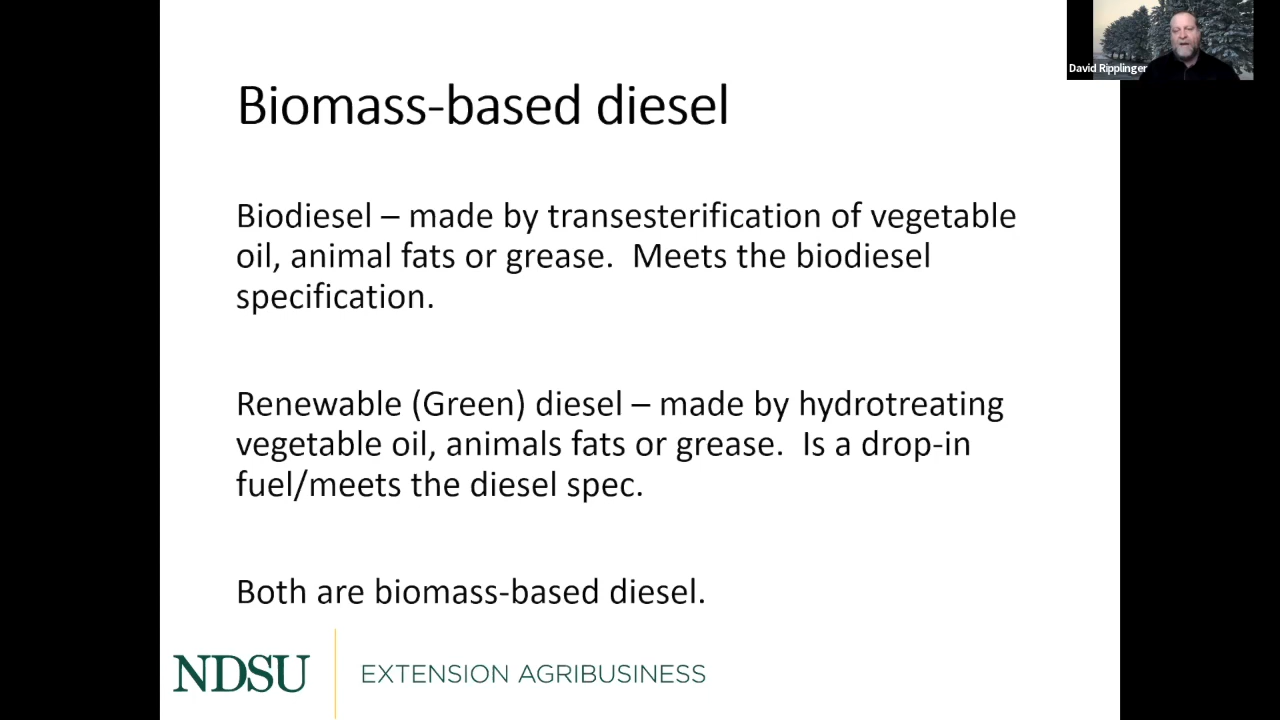 David Ripplinger
Biomass-based diesel
Biodiesel – made by transesterification of vegetable
oil, animal fats or grease.  Meets the biodiesel
specification.
Renewable (Green) diesel – made by hydrotreating
vegetable oil, animals fats or grease.  Is a drop-in
fuel/meets the diesel spec.
Both are biomass-based diesel.
NDSU EXTENSION AGRIBUSINESS